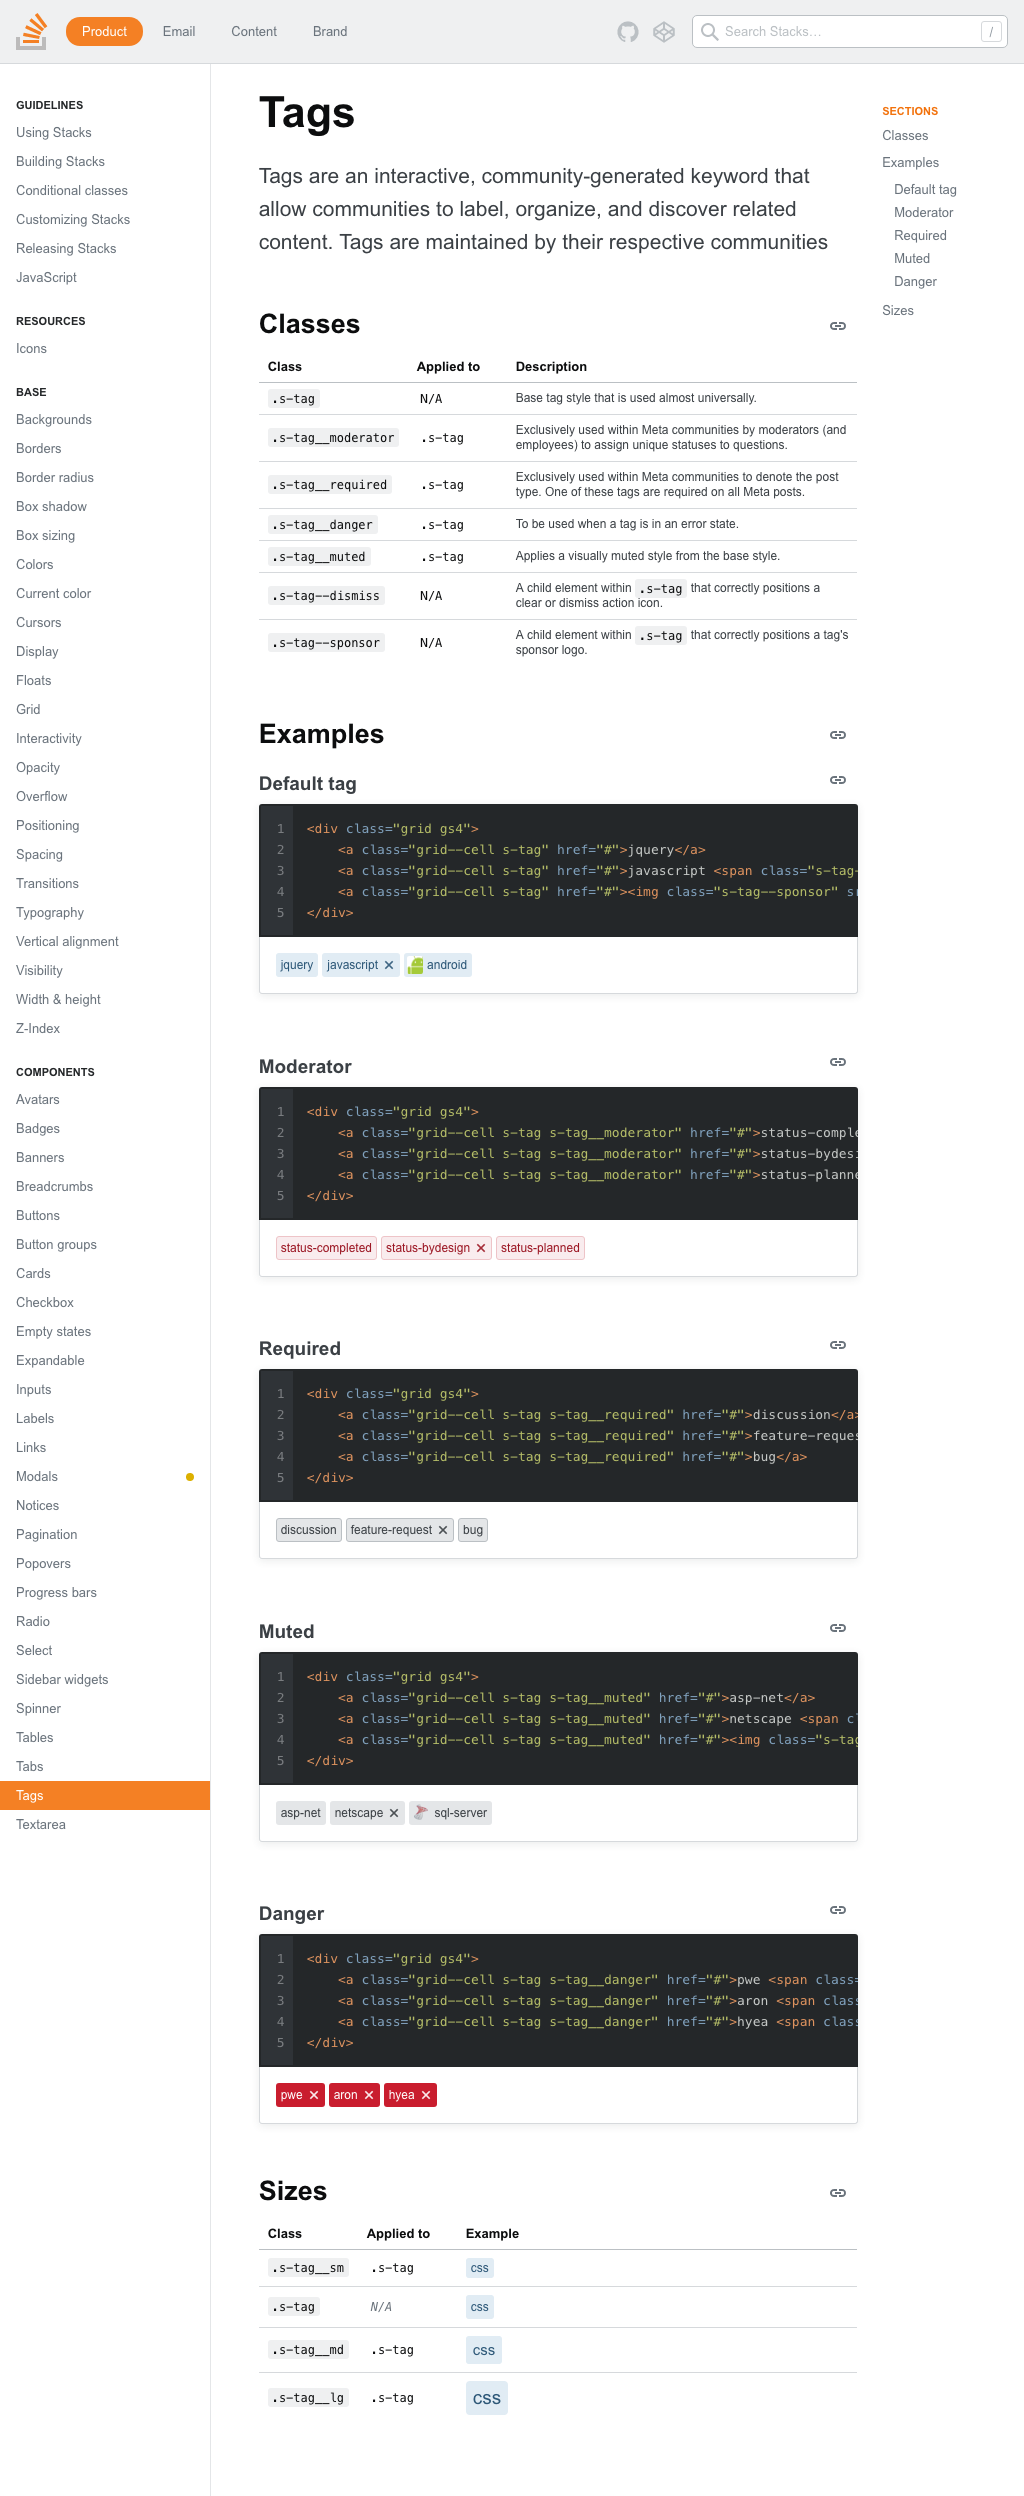 Product Email Content Brand Search Stacks… /
GUIDELINES
Using Stacks
Building Stacks
Conditional classes
Customizing Stacks
Releasing Stacks
JavaScript
RESOURCES
Icons
BASE
Backgrounds
Borders
Border radius
Box shadow
Box sizing
Colors
Current color
Cursors
Display
Floats
Grid
Interactivity
Opacity
Overflow
Positioning
Spacing
Transitions
Typography
Vertical alignment
Visibility
Width & height
Z-Index
COMPONENTS
Avatars
Badges
Banners
Breadcrumbs
Buttons
Button groups
Cards
Checkbox
Empty states
Expandable
Inputs
Labels
Links
Modals
Notices
Pagination
Popovers
Progress bars
Radio
Select
Sidebar widgets
Spinner
Tables
Tabs
Tags
Textarea
Tags
Tags are an interactive, community-generated keyword that
allow communities to label, organize, and discover related
content. Tags are maintained by their respective communities
Classes
Class Applied to Description
.s-tag N/A Base tag style that is used almost universally.
.s-tag__moderator .s-tag Exclusively used within Meta communities by moderators (and
employees) to assign unique statuses to questions.
.s-tag__required .s-tag Exclusively used within Meta communities to denote the post
type. One of these tags are required on all Meta posts.
.s-tag__danger .s-tag To be used when a tag is in an error state.
.s-tag__muted .s-tag Applies a visually muted style from the base style.
.s-tag--dismiss N/A A child element within .s-tag that correctly positions a
clear or dismiss action icon.
.s-tag--sponsor N/A A child element within .s-tag that correctly positions a tag's
sponsor logo.
Examples
Default tag
1 <div class="grid gs4">
2 <a class="grid--cell s-tag" href="#">jquery</a>
3 <a class="grid--cell s-tag" href="#">javascript <span class="s-tag-
4 <a class="grid--cell s-tag" href="#"><img class="s-tag--sponsor" sr
5 </div>
jquery javascript android
Moderator
1 <div class="grid gs4">
2 <a class="grid--cell s-tag s-tag__moderator" href="#">status-comple
3 <a class="grid--cell s-tag s-tag__moderator" href="#">status-bydesi
4 <a class="grid--cell s-tag s-tag__moderator" href="#">status-planne
5 </div>
status-completed status-bydesign status-planned
Required
1 <div class="grid gs4">
2 <a class="grid--cell s-tag s-tag__required" href="#">discussion</a>
3 <a class="grid--cell s-tag s-tag__required" href="#">feature-reques
4 <a class="grid--cell s-tag s-tag__required" href="#">bug</a>
5 </div>
discussion feature-request bug
Muted
1 <div class="grid gs4">
2 <a class="grid--cell s-tag s-tag__muted" href="#">asp-net</a>
3 <a class="grid--cell s-tag s-tag__muted" href="#">netscape <span cl
4 <a class="grid--cell s-tag s-tag__muted" href="#"><img class="s-tag
5 </div>
asp-net netscape sql-server
Danger
1 <div class="grid gs4">
2 <a class="grid--cell s-tag s-tag__danger" href="#">pwe <span class=
3 <a class="grid--cell s-tag s-tag__danger" href="#">aron <span class
4 <a class="grid--cell s-tag s-tag__danger" href="#">hyea <span class
5 </div>
pwe aron hyea
Sizes
Class Applied to Example
.s-tag__sm .s-tag css
.s-tag N/A css
.s-tag__md .s-tag css
.s-tag__lg .s-tag css
SECTIONS
Classes
Examples
Default tag
Moderator
Required
Muted
Danger
Sizes